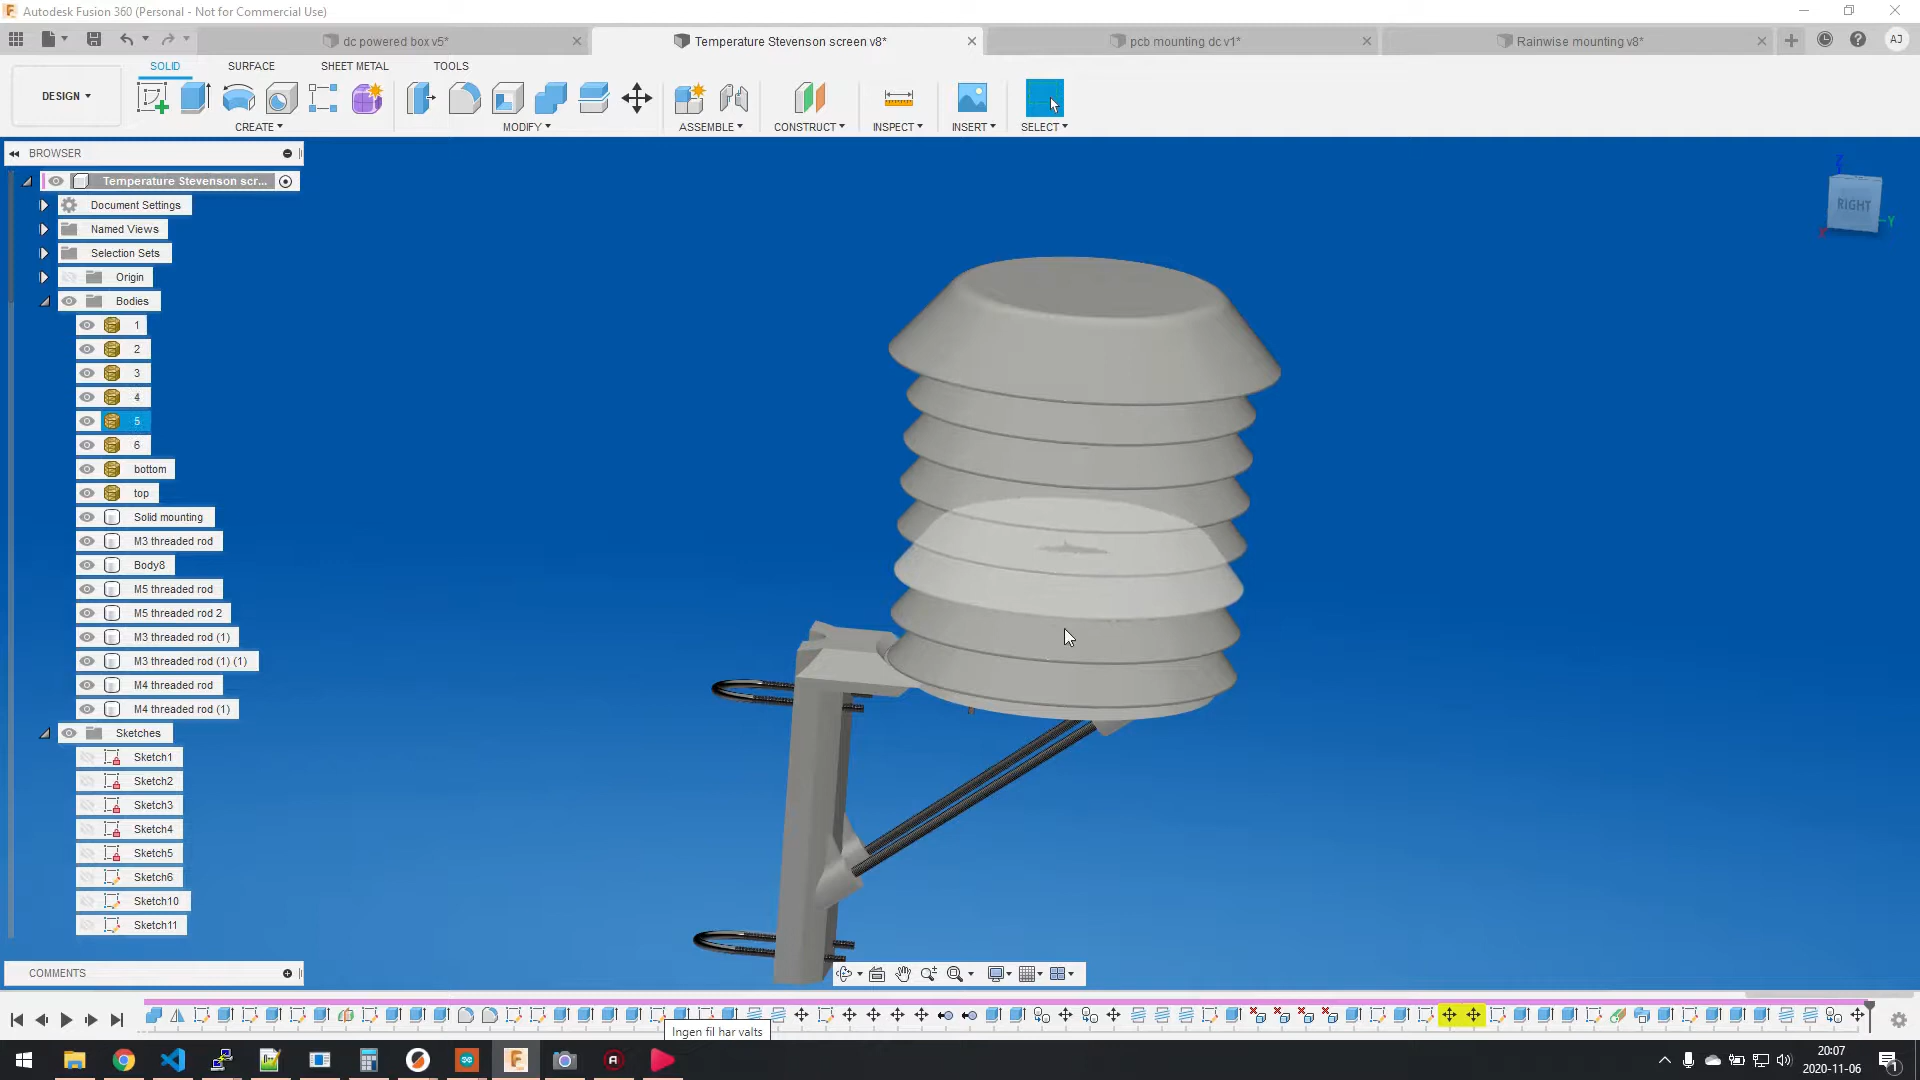 Autodesk Fusion 360 (Personal - Not for Commercial Use)
dc powered box v5*
Temperature Stevenson screen v8*
pcb mounting dc v1*
Rainwise mounting v8*
AJ
SOLID
SURFACE
SHEET METAL
TOOLS
DESIGN
CREATE
MODIFY
ASSEMBLE
CONSTRUCT
INSPECT
INSERT
SELECT
BROWSER
Temperature Stevenson scr...
Document Settings
Named Views
Selection Sets
Origin
Bodies
1
2
3
4
5
6
bottom
top
Solid mounting
M3 threaded rod
Body8
M5 threaded rod
M5 threaded rod 2
M3 threaded rod (1)
M3 threaded rod (1) (1)
M4 threaded rod
M4 threaded rod (1)
Sketches
Sketch1
Sketch2
Sketch3
Sketch4
Sketch5
Sketch6
Sketch10
Sketch11
Z
RIGHT
Y
COMMENTS
Ingen fil har valts
20:07
2020-11-06
1